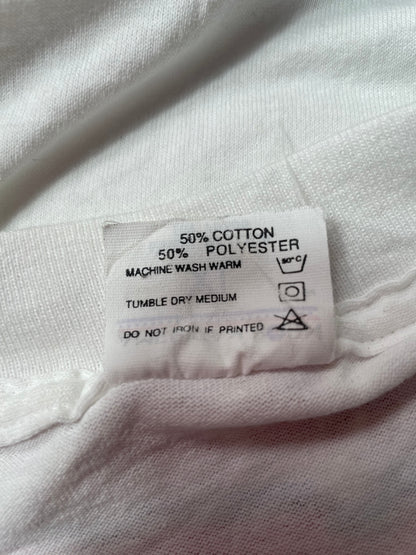 50% COTTON
50% POLYESTER
MACHINE WASH WARM 50°C
TUMBLE DRY MEDIUM
DO NOT IRON IF PRINTED